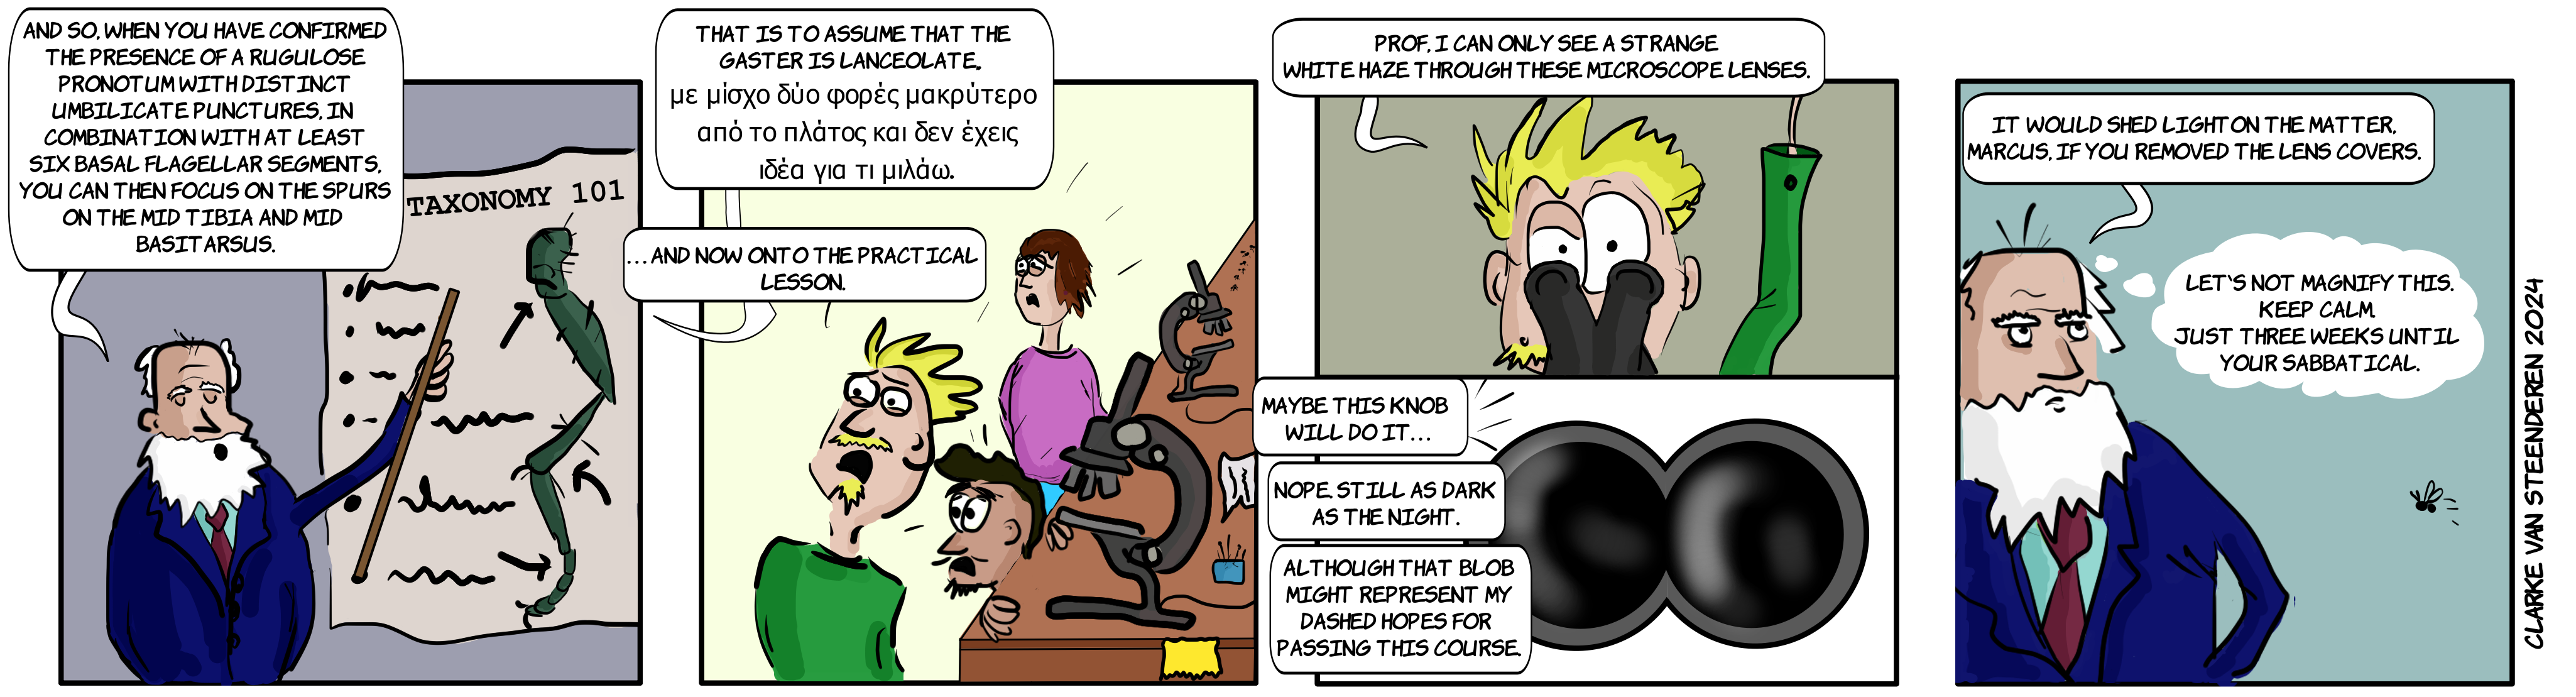 AND SO, WHEN YOU HAVE CONFIRMED
THE PRESENCE OF A RUGULOSE
PRONOTUM WITH DISTINCT
UMBILICATE PUNCTURES, IN
COMBINATION WITH AT LEAST
SIX BASAL FLAGELLAR SEGMENTS,
YOU CAN THEN FOCUS ON THE SPURS
ON THE MID TIBIA AND MID
BASITARSUS.
TAXONOMY 101
THAT IS TO ASSUME THAT THE
GASTER IS LANCEOLATE,
με μίσχο δύο φορές μακρύτερο
από το πλάτος και δεν έχεις
ιδέα για τι μιλάω.
...AND NOW ONTO THE PRACTICAL
LESSON.
PROF, I CAN ONLY SEE A STRANGE
WHITE HAZE THROUGH THESE MICROSCOPE LENSES.
MAYBE THIS KNOB
WILL DO IT...
NOPE. STILL AS DARK
AS THE NIGHT.
ALTHOUGH THAT BLOB
MIGHT REPRESENT MY
DASHED HOPES FOR
PASSING THIS COURSE.
IT WOULD SHED LIGHT ON THE MATTER,
MARCUS, IF YOU REMOVED THE LENS COVERS.
LET'S NOT MAGNIFY THIS.
KEEP CALM.
JUST THREE WEEKS UNTIL
YOUR SABBATICAL.
CLARKE VAN STEENDEREN 2024